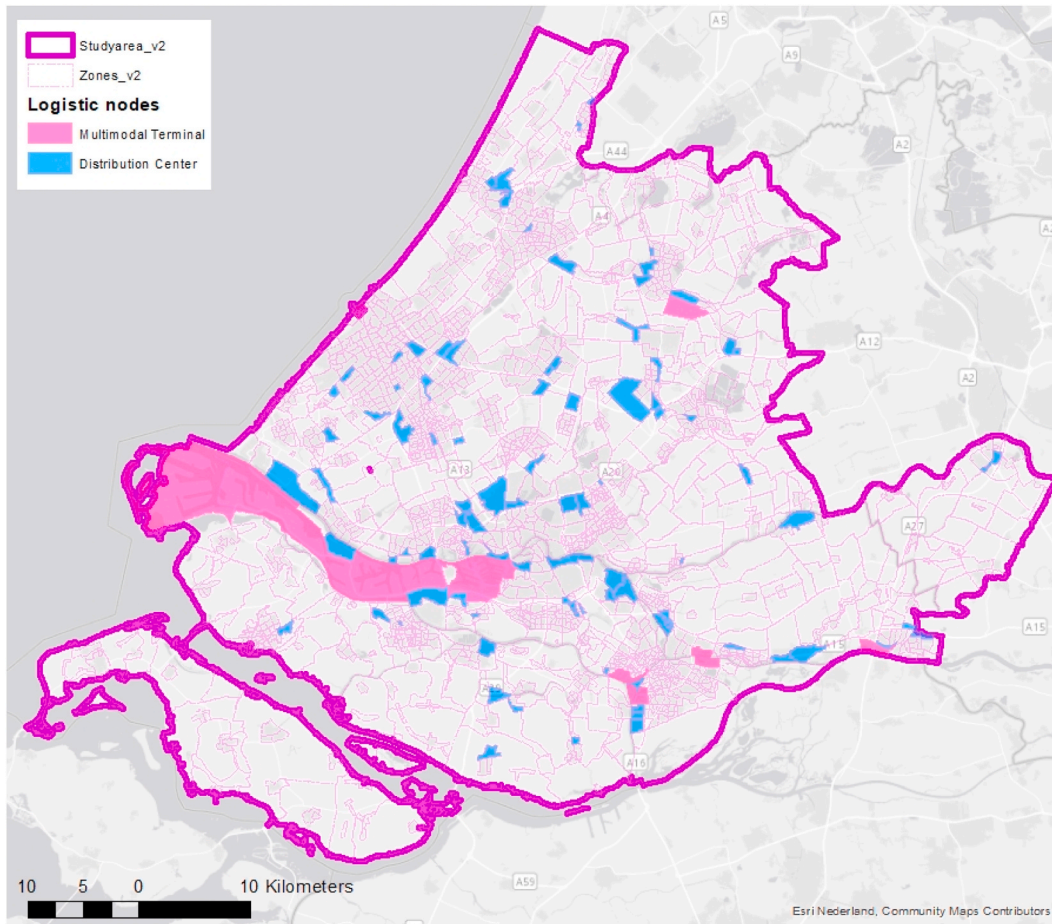 Studyarea_v2
Zones_v2
Logistic nodes
Multimodal Terminal
Distribution Center
A5
A9
A44
A2
A4
A12
A2
A13
A20
A27
A15
A15
A16
A59
10 5 0 10 Kilometers
Esri Nederland, Community Maps Contributors